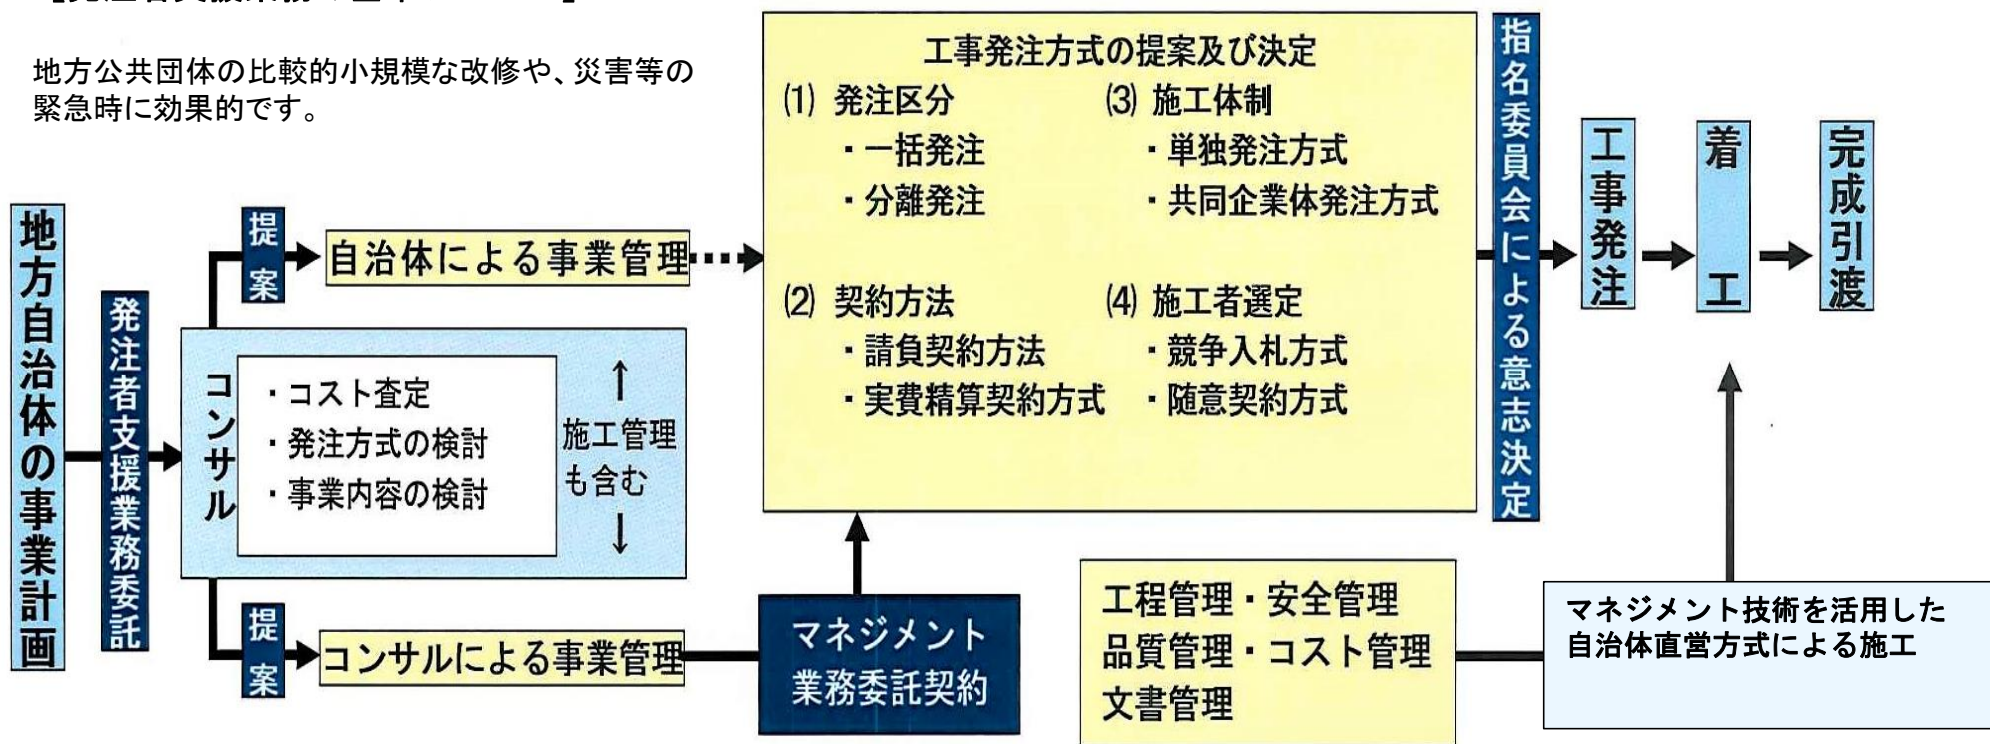 地方公共団体の比較的小規模な改修や、災害等の
緊急時に効果的です。
地方自治体の事業計画
発注者支援業務委託
提案
自治体による事業管理
コンサル
・コスト査定
・発注方式の検討
・事業内容の検討
↑
施工管理
も含む
↓
提案
コンサルによる事業管理
マネジメント
業務委託契約
工事発注方式の提案及び決定
(1) 発注区分
・一括発注
・分離発注
(2) 契約方法
・請負契約方法
・実費精算契約方式
(3) 施工体制
・単独発注方式
・共同企業体発注方式
(4) 施工者選定
・競争入札方式
・随意契約方式
指名委員会による意志決定
工事発注
着工
完成引渡
工程管理・安全管理
品質管理・コスト管理
文書管理
マネジメント技術を活用した
自治体直営方式による施工